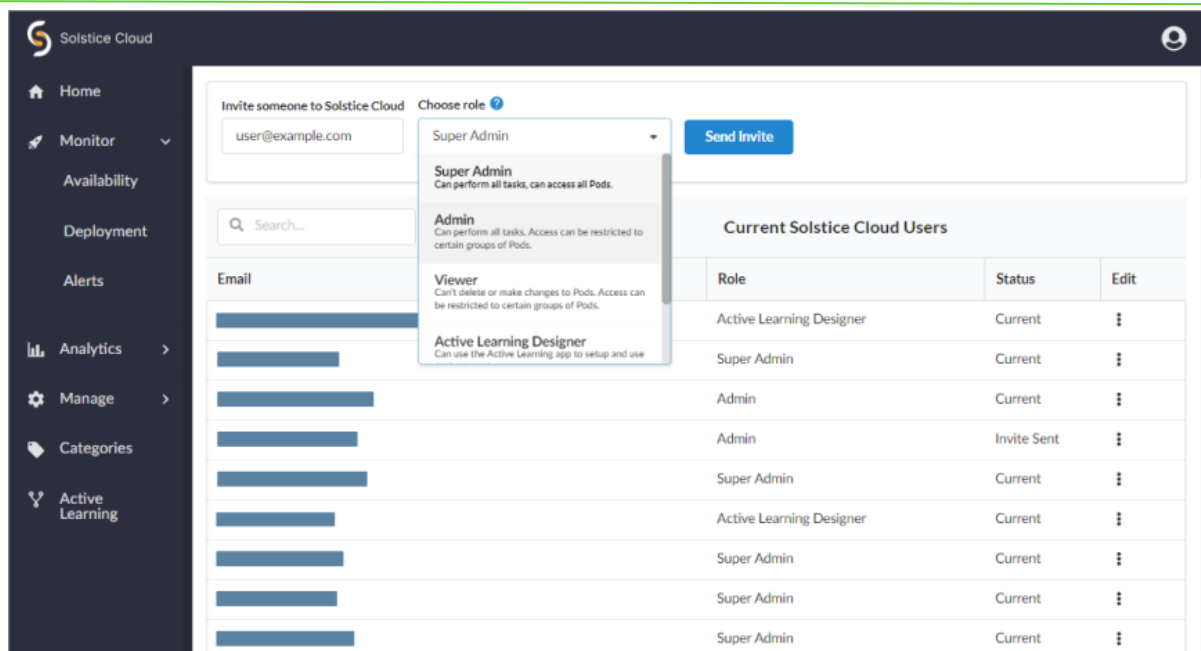 Solstice Cloud
Home
Monitor
Availability
Deployment
Alerts
Analytics
Manage
Categories
Active
Learning
Invite someone to Solstice Cloud
Choose role
user@example.com
Super Admin
Send Invite
Super Admin
Can perform all tasks, can access all Pods.
Admin
Can perform all tasks. Access can be restricted to
certain groups of Pods.
Viewer
Can't delete or make changes to Pods. Access can
be restricted to certain groups of Pods.
Active Learning Designer
Can use the Active Learning app to setup and use
Search...
Current Solstice Cloud Users
Email Role Status Edit
Active Learning Designer Current
Super Admin Current
Admin Current
Admin Invite Sent
Super Admin Current
Active Learning Designer Current
Super Admin Current
Super Admin Current
Super Admin Current